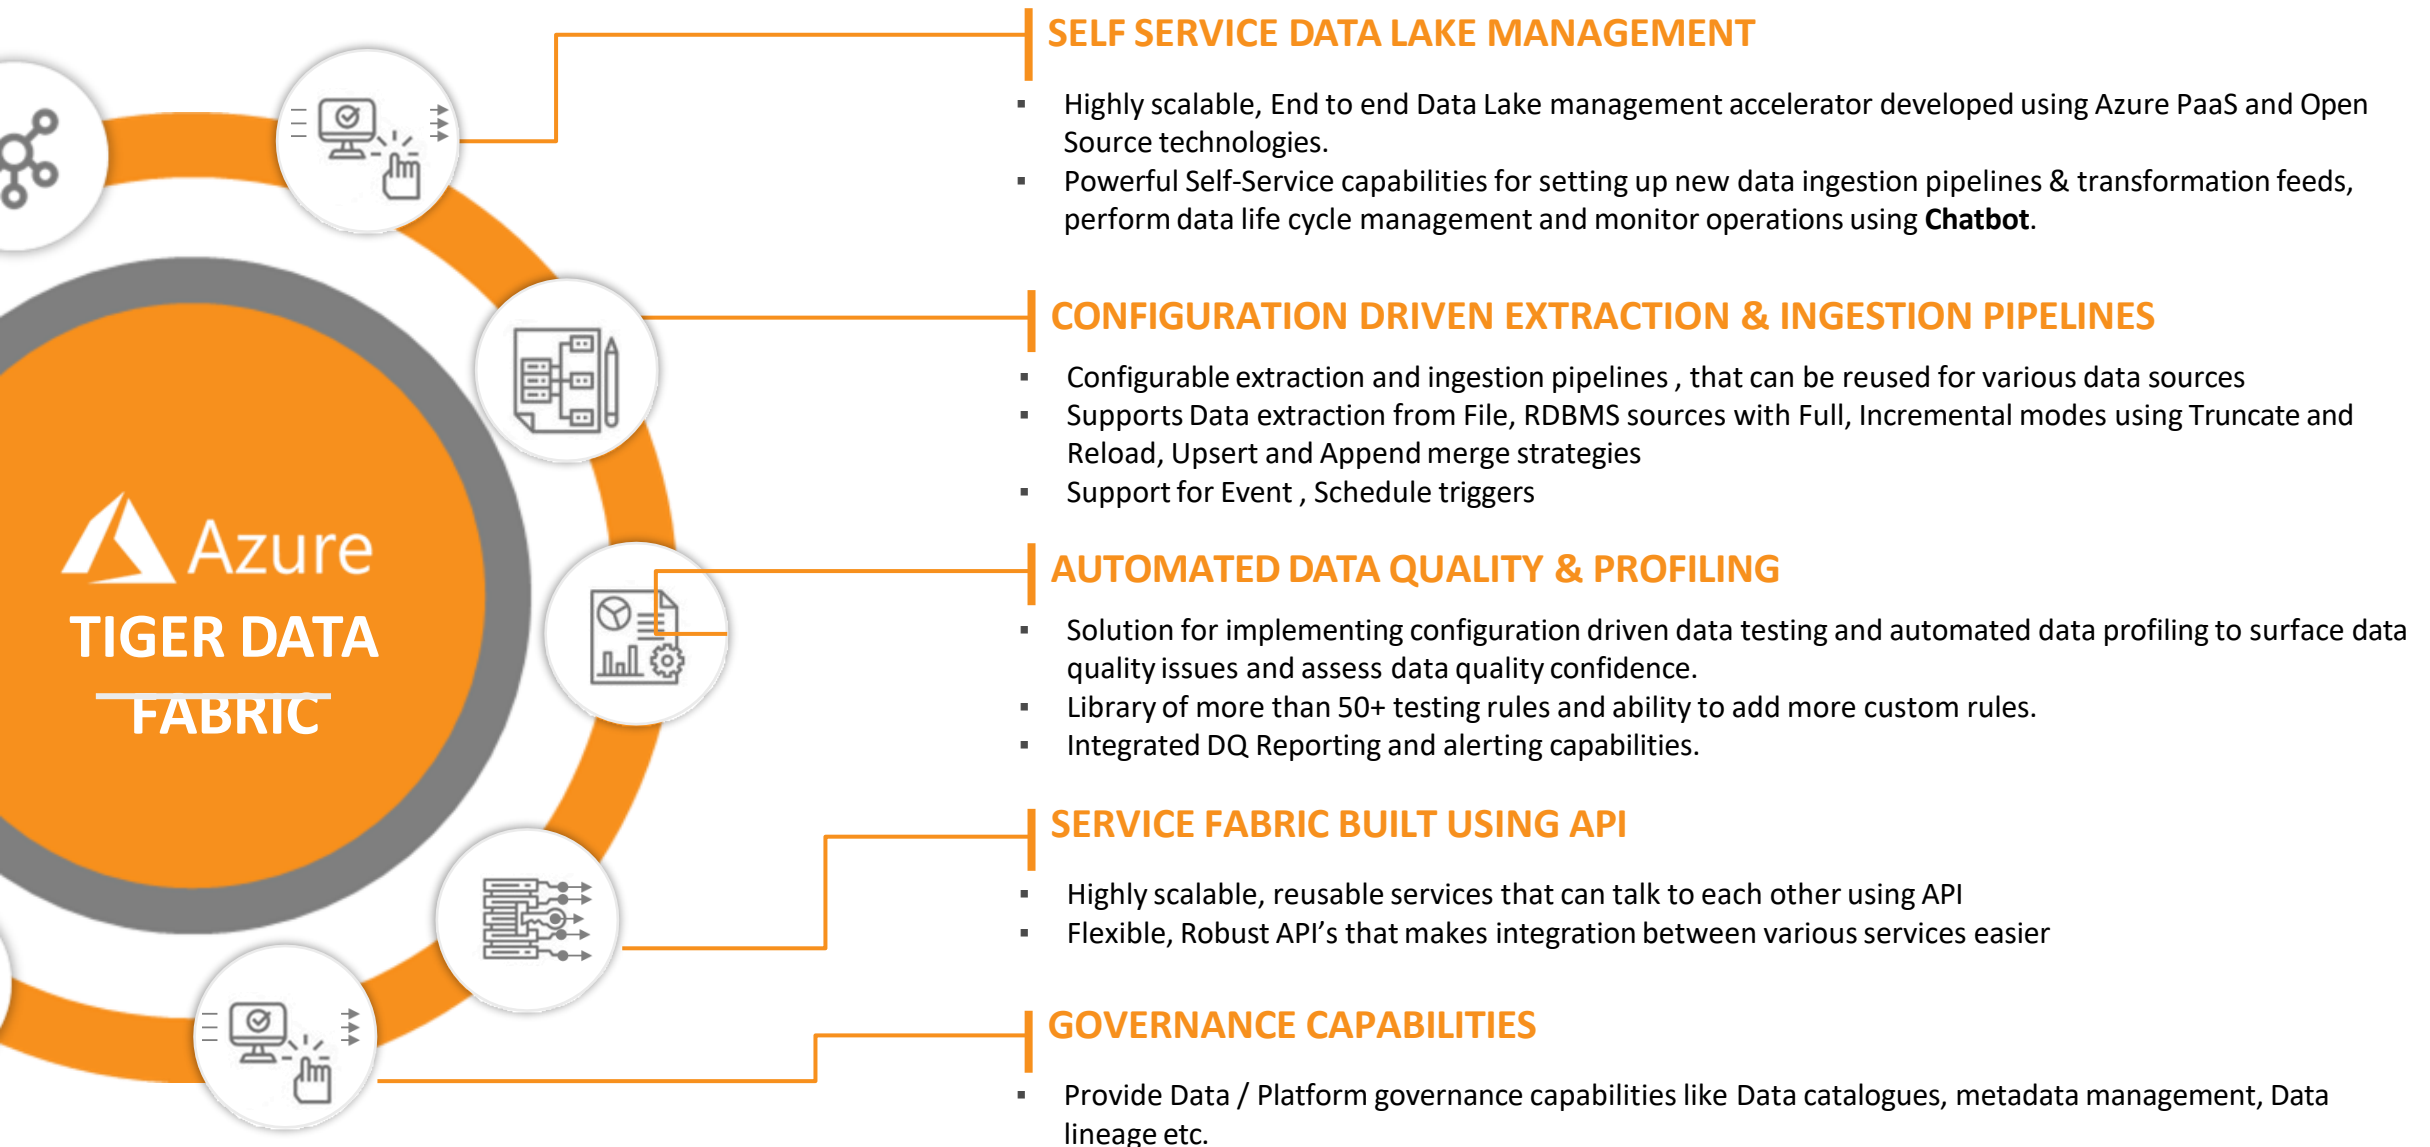 SELF SERVICE DATA LAKE MANAGEMENT
▪ Highly scalable, End to end Data Lake management accelerator developed using Azure PaaS and Open
Source technologies.
▪ Powerful Self-Service capabilities for setting up new data ingestion pipelines & transformation feeds,
perform data life cycle management and monitor operations using Chatbot.
CONFIGURATION DRIVEN EXTRACTION & INGESTION PIPELINES
▪ Configurable extraction and ingestion pipelines , that can be reused for various data sources
▪ Supports Data extraction from File, RDBMS sources with Full, Incremental modes using Truncate and
Reload, Upsert and Append merge strategies
▪ Support for Event , Schedule triggers
Azure
TIGER DATA
FABRIC
AUTOMATED DATA QUALITY & PROFILING
▪ Solution for implementing configuration driven data testing and automated data profiling to surface data
quality issues and assess data quality confidence.
▪ Library of more than 50+ testing rules and ability to add more custom rules.
▪ Integrated DQ Reporting and alerting capabilities.
SERVICE FABRIC BUILT USING API
▪ Highly scalable, reusable services that can talk to each other using API
▪ Flexible, Robust API’s that makes integration between various services easier
GOVERNANCE CAPABILITIES
▪ Provide Data / Platform governance capabilities like Data catalogues, metadata management, Data
lineage etc.